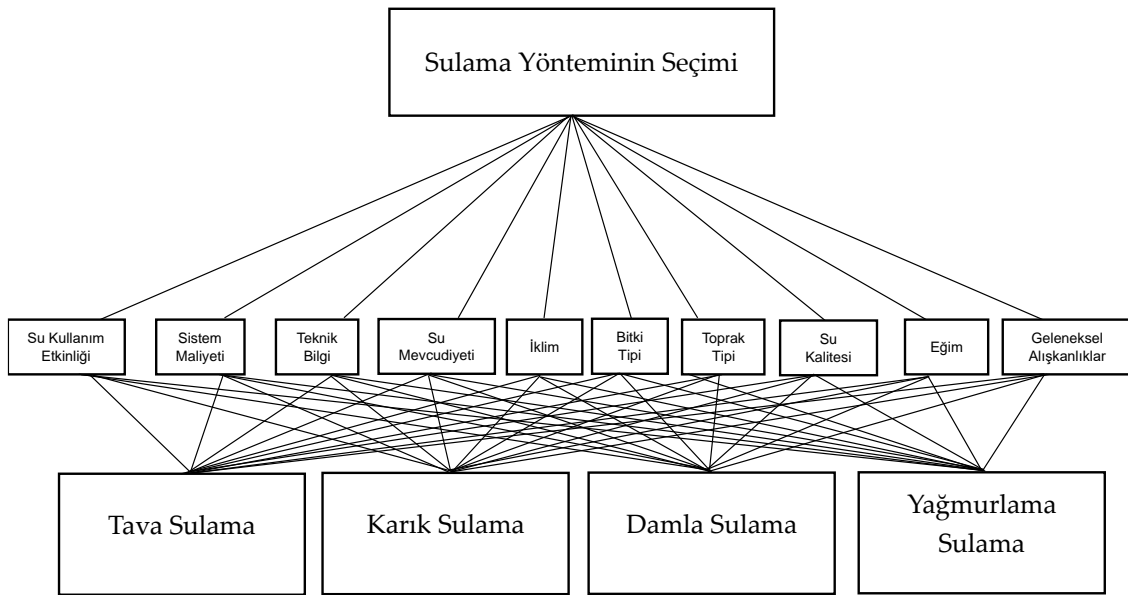 Sulama Yönteminin Seçimi
Su Kullanım
Etkinliği
Sistem
Maliyeti
Teknik
Bilgi
Su
Mevcudiyeti
İklim
Bitki
Tipi
Toprak
Tipi
Su
Kalitesi
Eğim
Geleneksel
Alışkanlıklar
Tava Sulama
Karık Sulama
Damla Sulama
Yağmurlama
Sulama